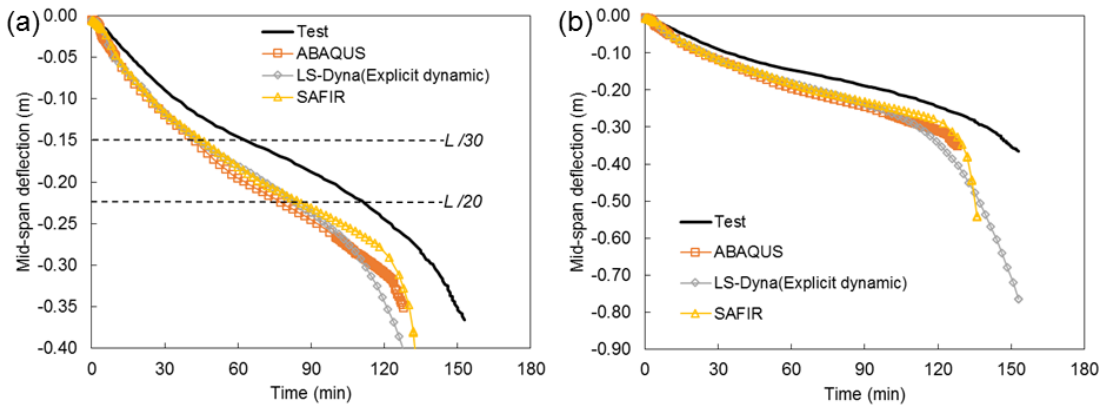 (a)
0.00
-0.05
-0.10
-0.15
-0.20
-0.25
-0.30
-0.35
-0.40
Mid-span deflection (m)
Test
ABAQUS
LS-Dyna(Explicit dynamic)
SAFIR
L /30
L /20
0 30 60 90 120 150 180
Time (min)
(b)
0.00
-0.10
-0.20
-0.30
-0.40
-0.50
-0.60
-0.70
-0.80
-0.90
Mid-span deflection (m)
Test
ABAQUS
LS-Dyna(Explicit dynamic)
SAFIR
0 30 60 90 120 150 180
Time (min)